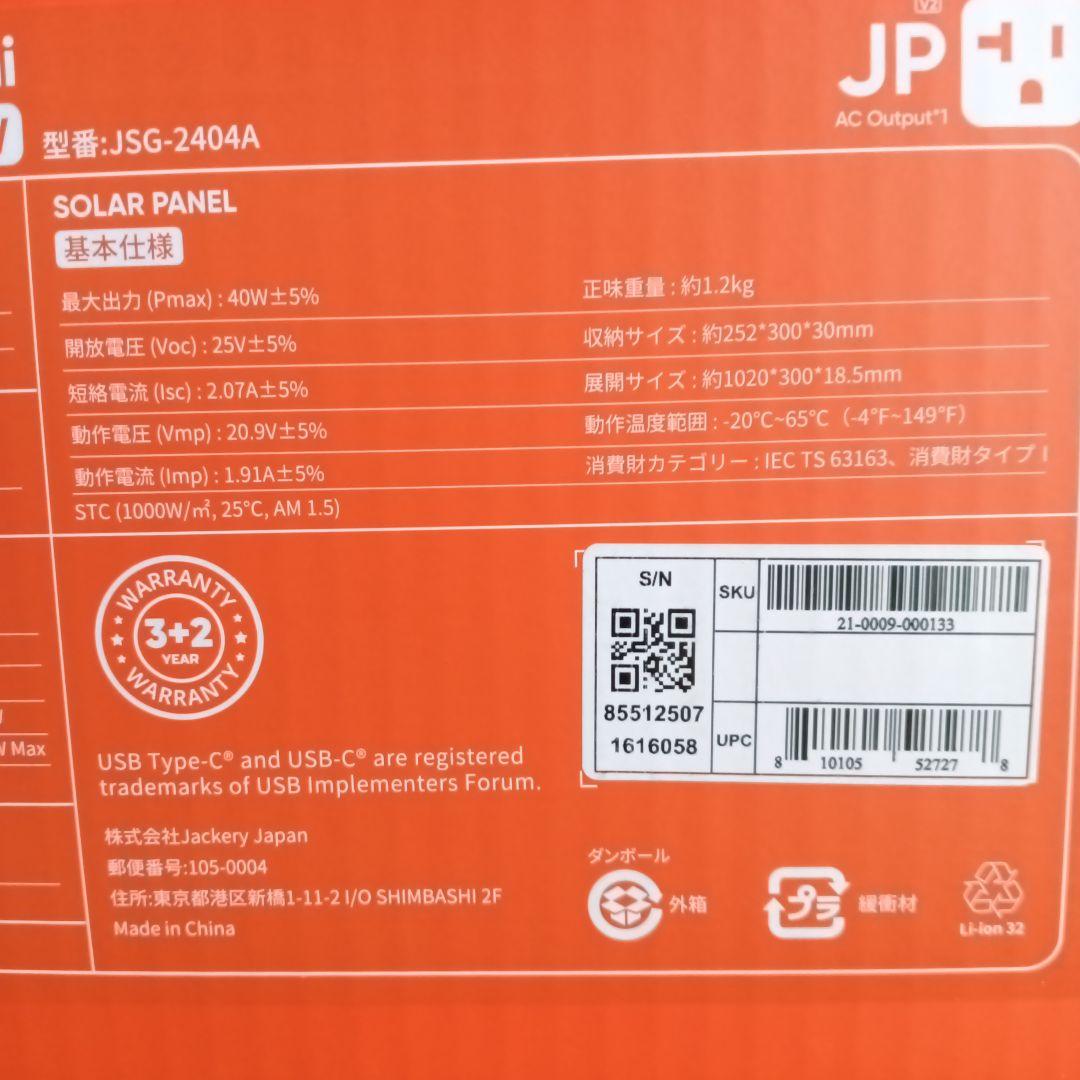 JP
V2
AC Output*1
型番:JSG-2404A
SOLAR PANEL
基本仕様
最大出力 (Pmax) : 40W±5%
開放電圧 (Voc) : 25V±5%
短絡電流 (Isc) : 2.07A±5%
動作電圧 (Vmp) : 20.9V±5%
動作電流 (Imp) : 1.91A±5%
STC (1000W/㎡, 25°C, AM 1.5)
正味重量 : 約1.2kg
収納サイズ : 約252*300*30mm
展開サイズ : 約1020*300*18.5mm
動作温度範囲 : -20°C~65°C（-4°F~149°F）
消費財カテゴリー : IEC TS 63163、消費財タイプ I
W Max
WARRANTY
3+2
YEAR
WARRANTY
S/N
85512507
1616058
SKU
21-0009-000133
UPC
8 10105 52727 8
USB Type-C® and USB-C® are registered
trademarks of USB Implementers Forum.
株式会社Jackery Japan
郵便番号:105-0004
住所:東京都港区新橋1-11-2 I/O SHIMBASHI 2F
Made in China
ダンボール
外箱
プラ
緩衝材
Li-ion 32